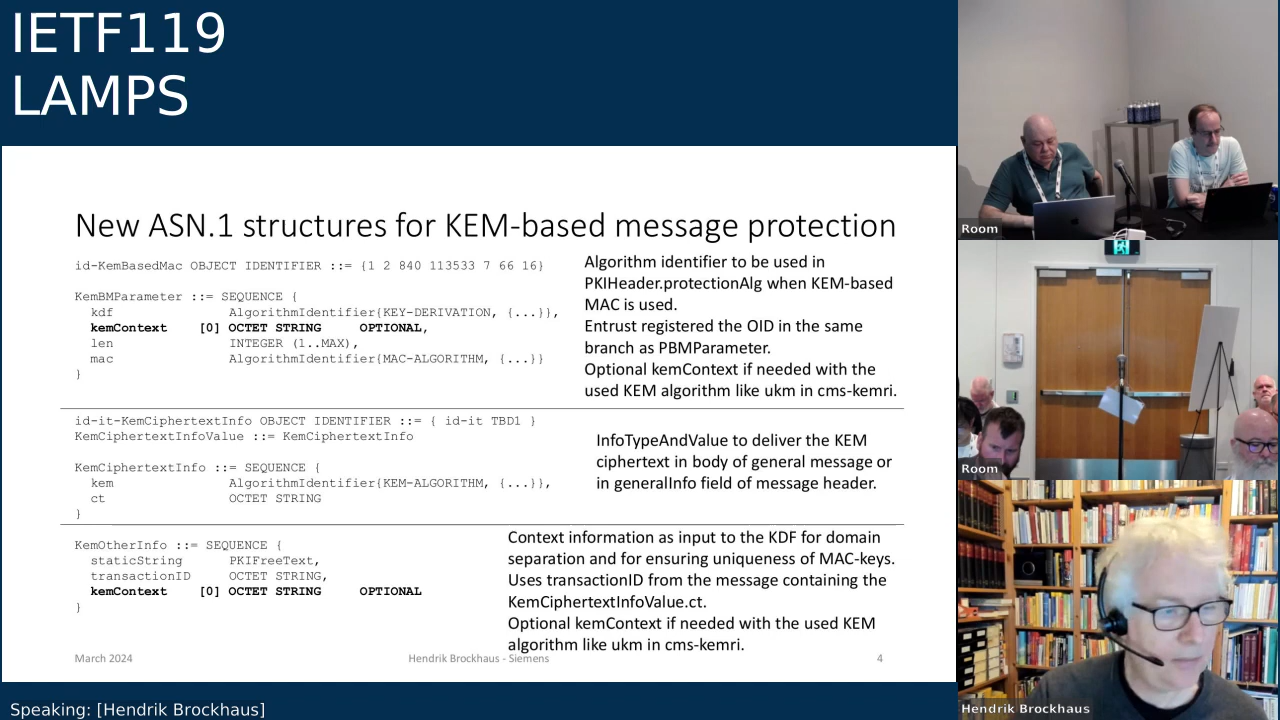 IETF119
LAMPS
New ASN.1 structures for KEM-based message protection
id-KemBasedMac OBJECT IDENTIFIER ::= {1 2 840 113533 7 66 16}
KemBMParameter ::= SEQUENCE {
kdf AlgorithmIdentifier{KEY-DERIVATION, {...}},
kemContext [0] OCTET STRING OPTIONAL,
len INTEGER (1..MAX),
mac AlgorithmIdentifier{MAC-ALGORITHM, {...}}
}
Algorithm identifier to be used in
PKIHeader.protectionAlg when KEM-based
MAC is used.
Entrust registered the OID in the same
branch as PBMParameter.
Optional kemContext if needed with the
used KEM algorithm like ukm in cms-kemri.
id-it-KemCiphertextInfo OBJECT IDENTIFIER ::= { id-it TBD1 }
KemCiphertextInfoValue ::= KemCiphertextInfo
KemCiphertextInfo ::= SEQUENCE {
kem AlgorithmIdentifier{KEM-ALGORITHM, {...}},
ct OCTET STRING
}
InfoTypeAndValue to deliver the KEM
ciphertext in body of general message or
in generalInfo field of message header.
KemOtherInfo ::= SEQUENCE {
staticString PKIFreeText,
transactionID OCTET STRING,
kemContext [0] OCTET STRING OPTIONAL
}
Context information as input to the KDF for domain
separation and for ensuring uniqueness of MAC-keys.
Uses transactionID from the message containing the
KemCiphertextInfoValue.ct.
Optional kemContext if needed with the used KEM
algorithm like ukm in cms-kemri.
March 2024
Hendrik Brockhaus - Siemens
4
Speaking: [Hendrik Brockhaus]
Room
Room
Hendrik Brockhaus